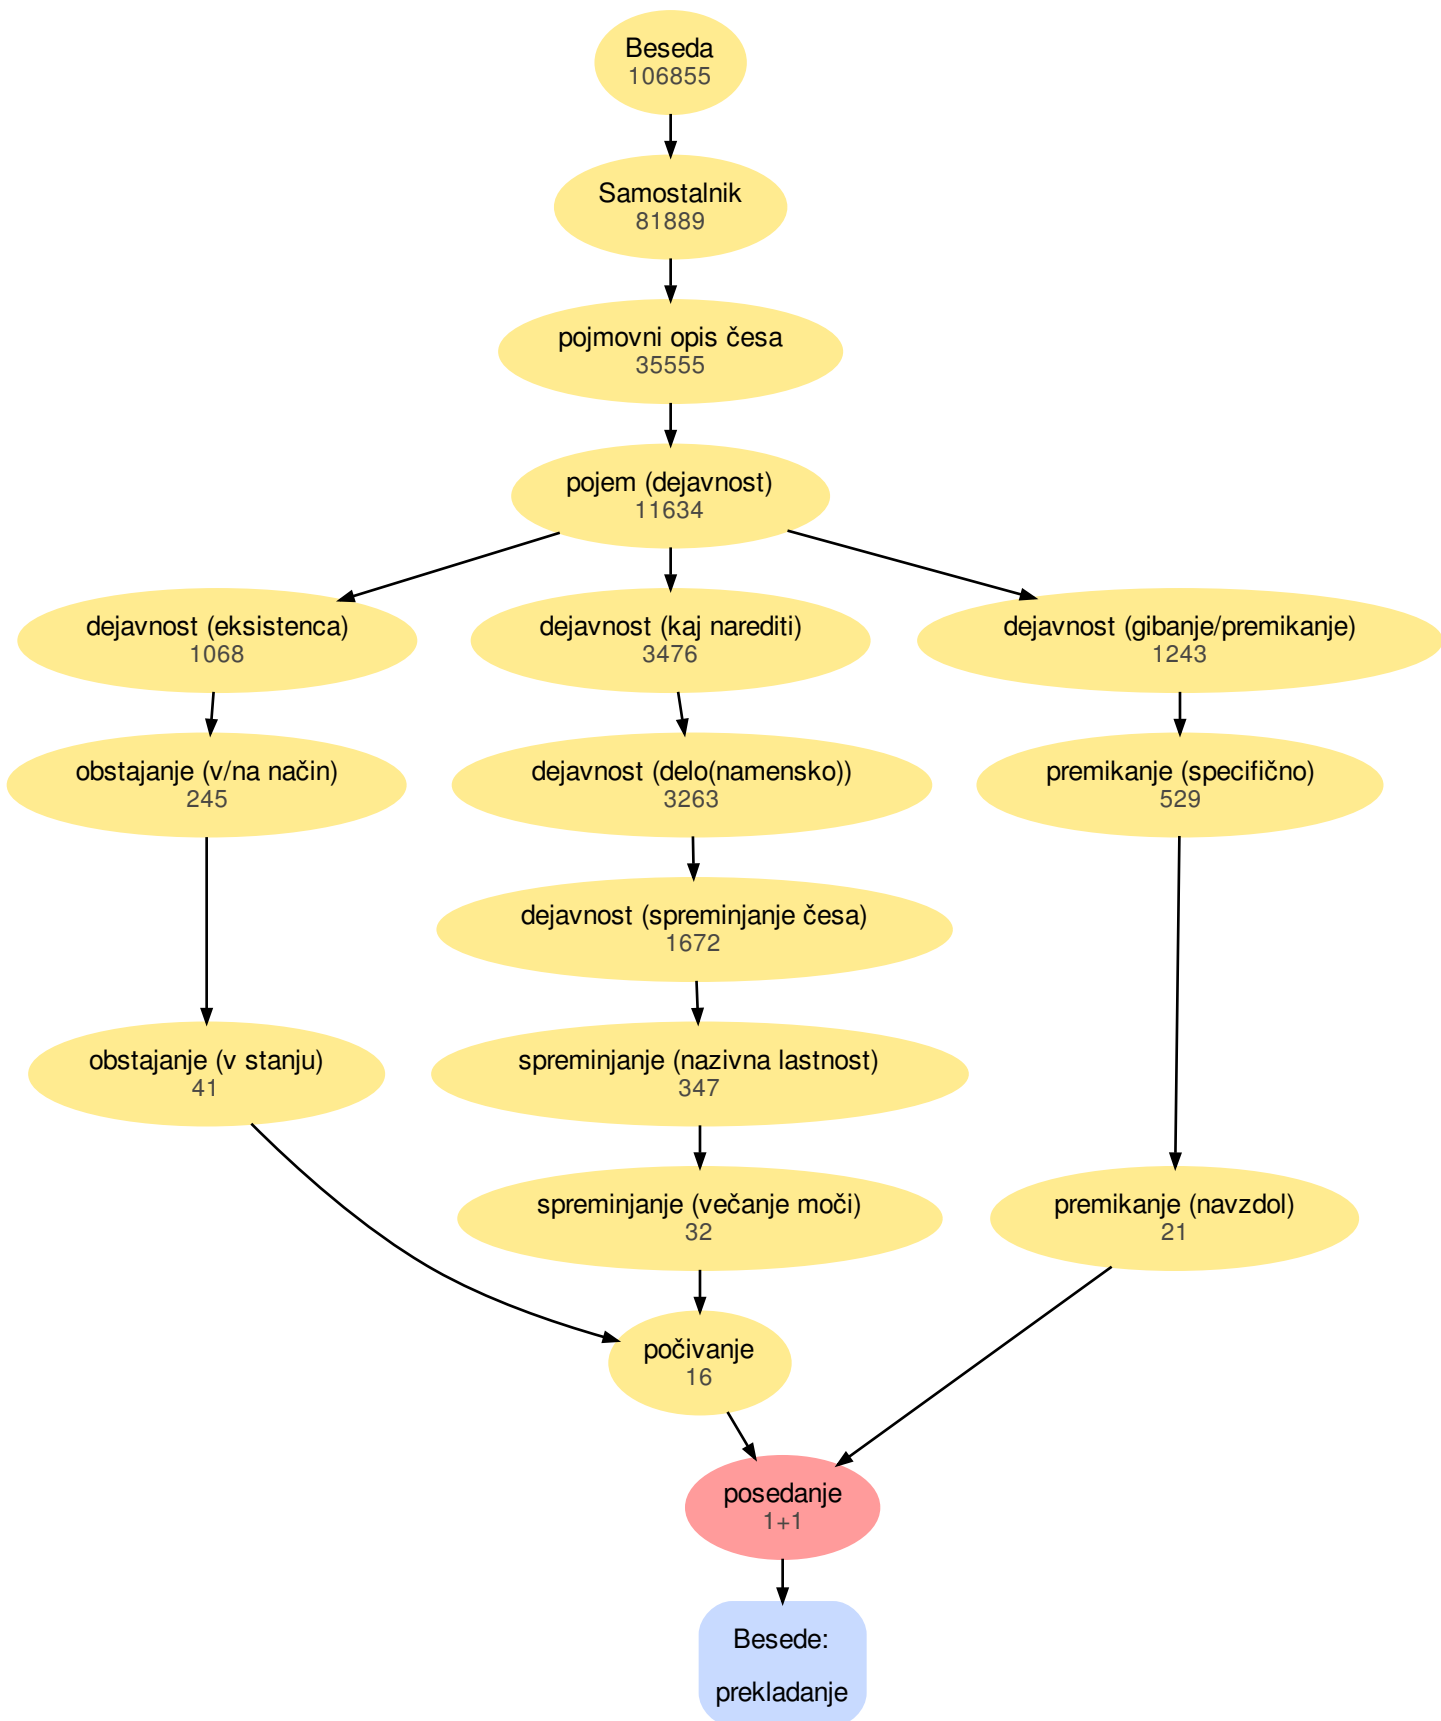 Beseda
106855
Samostalnik
81889
pojmovni opis česa
35555
pojem (dejavnost)
11634
dejavnost (eksistenca)
1068
dejavnost (kaj narediti)
3476
dejavnost (gibanje/premikanje)
1243
obstajanje (v/na način)
245
dejavnost (delo(namensko))
3263
premikanje (specifično)
529
dejavnost (spreminjanje česa)
1672
obstajanje (v stanju)
41
spreminjanje (nazivna lastnost)
347
spreminjanje (večanje moči)
32
premikanje (navzdol)
21
počivanje
16
posedanje
1+1
Besede:
prekladanje